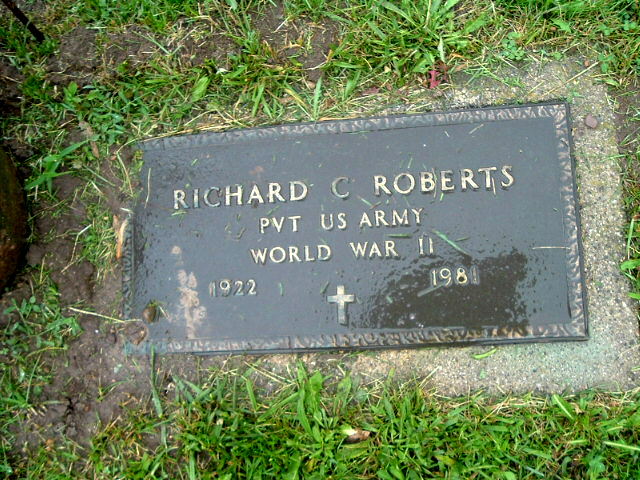 RICHARD C ROBERTS
PVT US ARMY
WORLD WAR II
1922 1981